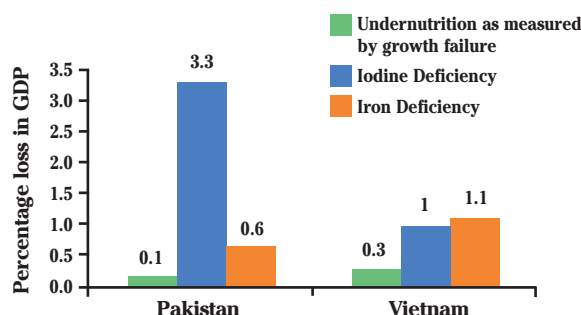 Undernutrition as measured
by growth failure
Iodine Deficiency
Iron Deficiency
Percentage loss in GDP
3.5
3.0
2.5
2.0
1.5
1.0
0.5
0.0
0.1
3.3
0.6
0.3
1
1.1
Pakistan
Vietnam